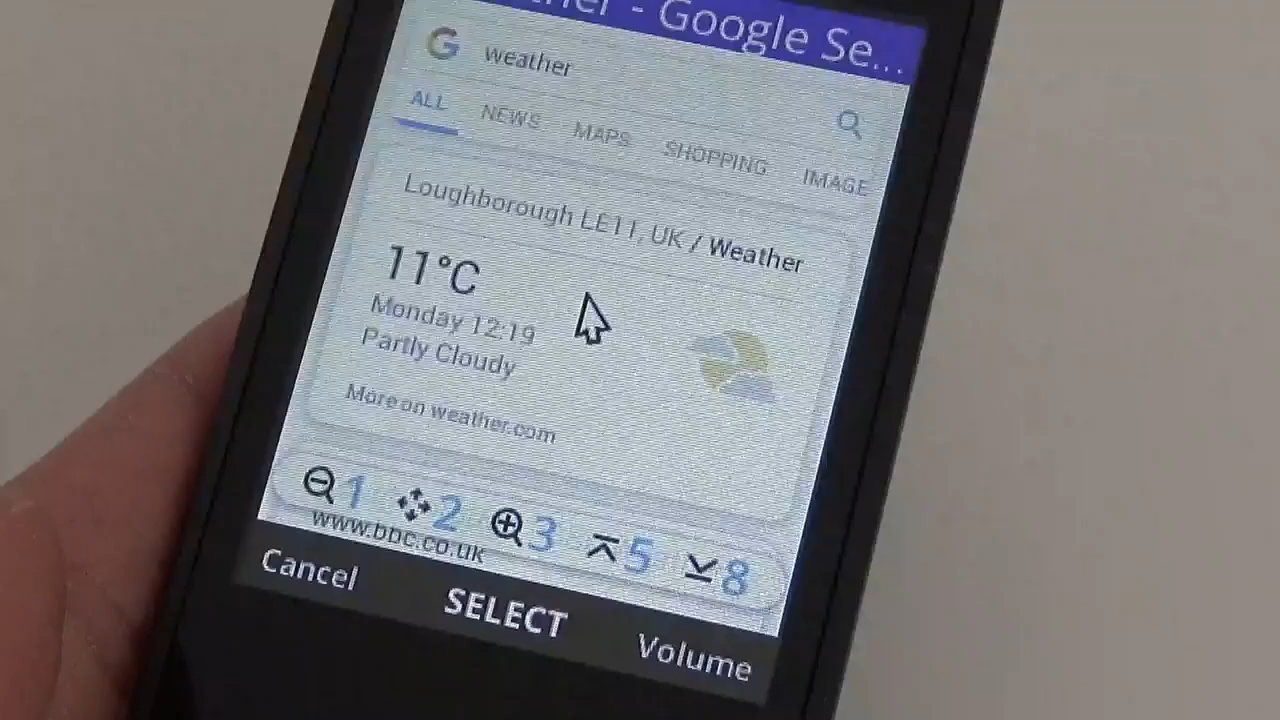 - Google Se...
G weather
ALL NEWS MAPS SHOPPING IMAGE
Loughborough LE11, UK / Weather
11°C
Monday 12:19
Partly Cloudy
More on weather.com
1 2 3 5 8
www.bbc.co.uk
Cancel SELECT Volume